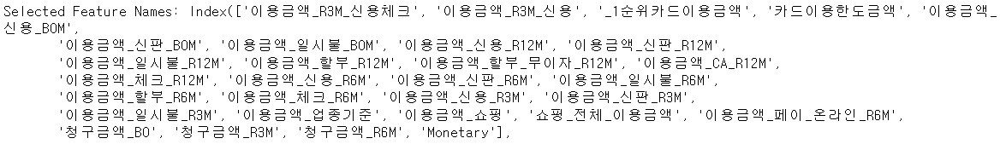 Selected Feature Names: Index(['이용금액_R3M_신용체크', '이용금액_R3M_신용', '_1순위카드이용금액', '카드이용한도금액', '이용금액_
신용_B0M',
'이용금액_신판_B0M', '이용금액_일시불_B0M', '이용금액_신용_R12M', '이용금액_신판_R12M',
'이용금액_일시불_R12M', '이용금액_할부_R12M', '이용금액_할부_무이자_R12M', '이용금액_CA_R12M',
'이용금액_체크_R12M', '이용금액_신용_R6M', '이용금액_신판_R6M', '이용금액_일시불_R6M',
'이용금액_할부_R6M', '이용금액_체크_R6M', '이용금액_신용_R3M', '이용금액_신판_R3M',
'이용금액_일시불_R3M', '이용금액_업종기준', '이용금액_쇼핑', '쇼핑_전체_이용금액', '이용금액_페이_온라인_R6M',
'청구금액_B0', '청구금액_R3M', '청구금액_R6M', 'Monetary'],